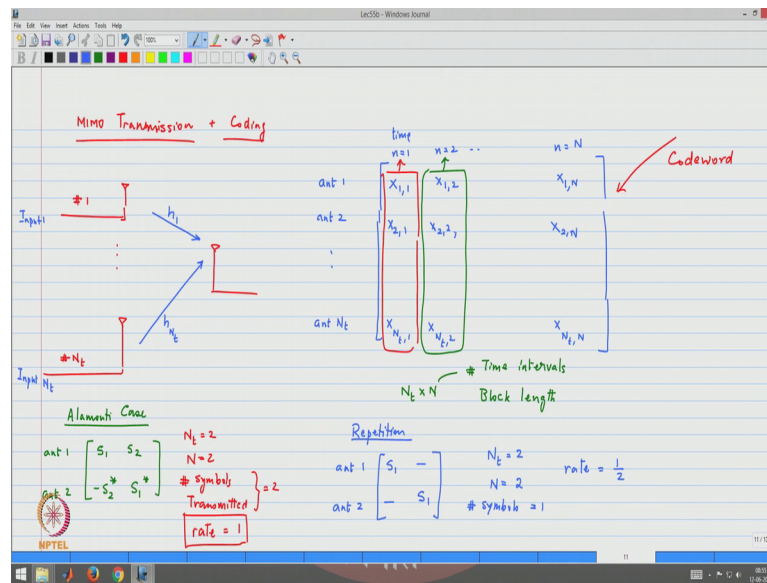 Lec55b - Windows Journal
File Edit View Insert Actions Tools Help
100%
B I
MIMO Transmission + Coding
time
n=1 n=2 .. n = N
Codeword
ant 1 X1,1 X1,2 X1,N
ant 2 X2,1 X2,2, X2,N
⋮
ant Nt XNt,1 XNt,2 XNt,N
#1
Input1
h1
⋮
hNt
#Nt
Input Nt
Nt x N # Time intervals
Block length
Alamouti Case
ant 1 [ S1 S2 ]
ant 2 [ -S2* S1* ]
Nt = 2
N = 2
# symbols
Transmitted } = 2
rate = 1
Repetition
ant 1 [ S1 – ]
ant 2 [ – S1 ]
Nt = 2
N = 2
# symbols = 1
rate = 1/2
NPTEL
11